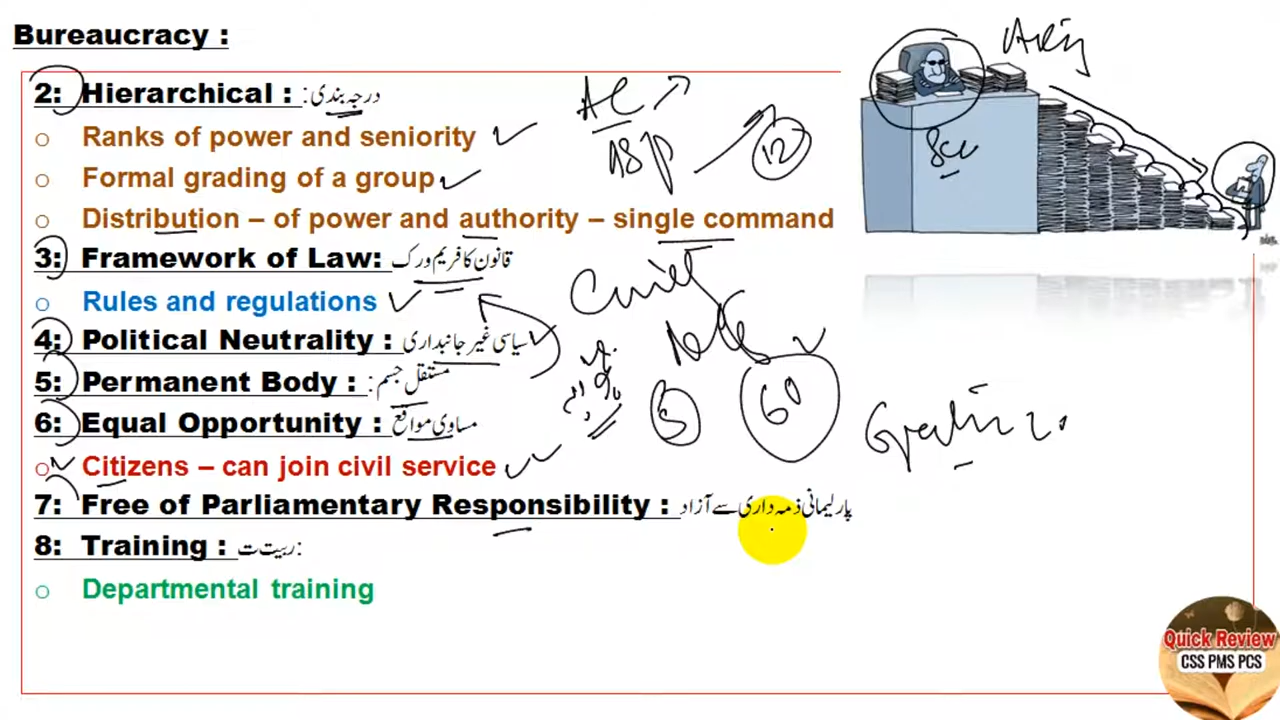 Bureaucracy :
2: Hierarchical : درجہ بندی:
o Ranks of power and seniority
o Formal grading of a group
o Distribution – of power and authority – single command
3: Framework of Law: قانون کا فریم ورک
o Rules and regulations
4: Political Neutrality : سیاسی غیر جانبداری
5: Permanent Body : مستقل جسم:
6: Equal Opportunity : مساوی مواقع
o Citizens – can join civil service
7: Free of Parliamentary Responsibility : پارلیمانی ذمہ داری سے آزاد
8: Training : ربیت ت:
o Departmental training
AC
ASP
12
5
60
Quick Review
CSS PMS PCS